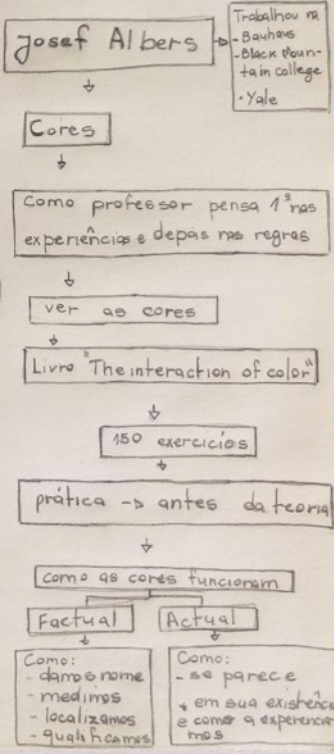 Josef Albers
Trabalhou na
- Bauhaus
- Black Moun-
tain college
- Yale
Cores
Como professor pensa 1º nas
experiências e depois nas regras
ver as cores
Livro "The interaction of color"
150 exercícios
prática -> antes da teoria
Como as cores funcionam
Factual
Actual
Como:
- damos nome
- medimos
- localizamos
- qualificamos
Como:
- se parece
em sua existência
e como a experencia
mos